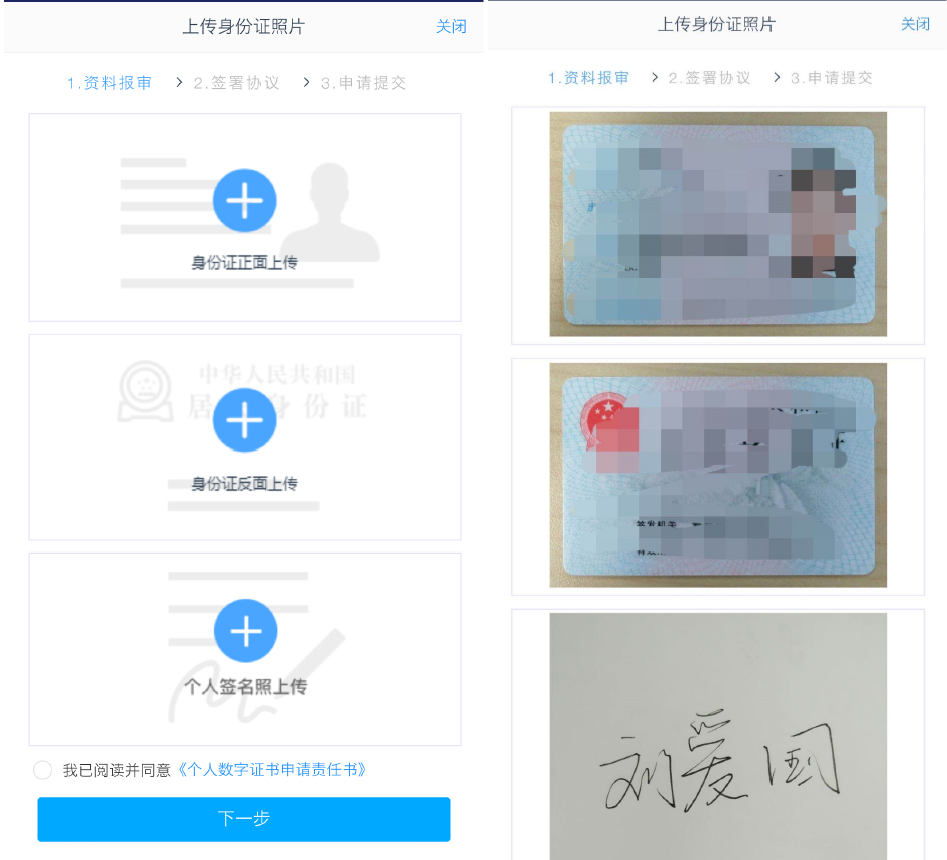 上传身份证照片
关闭
1.资料报审 > 2.签署协议 > 3.申请提交
身份证正面上传
中华人民共和国
居 身份证
身份证反面上传
个人签名照上传
我已阅读并同意《个人数字证书申请责任书》
下一步
上传身份证照片
关闭
1.资料报审 > 2.签署协议 > 3.申请提交
签发机关
刘爱国